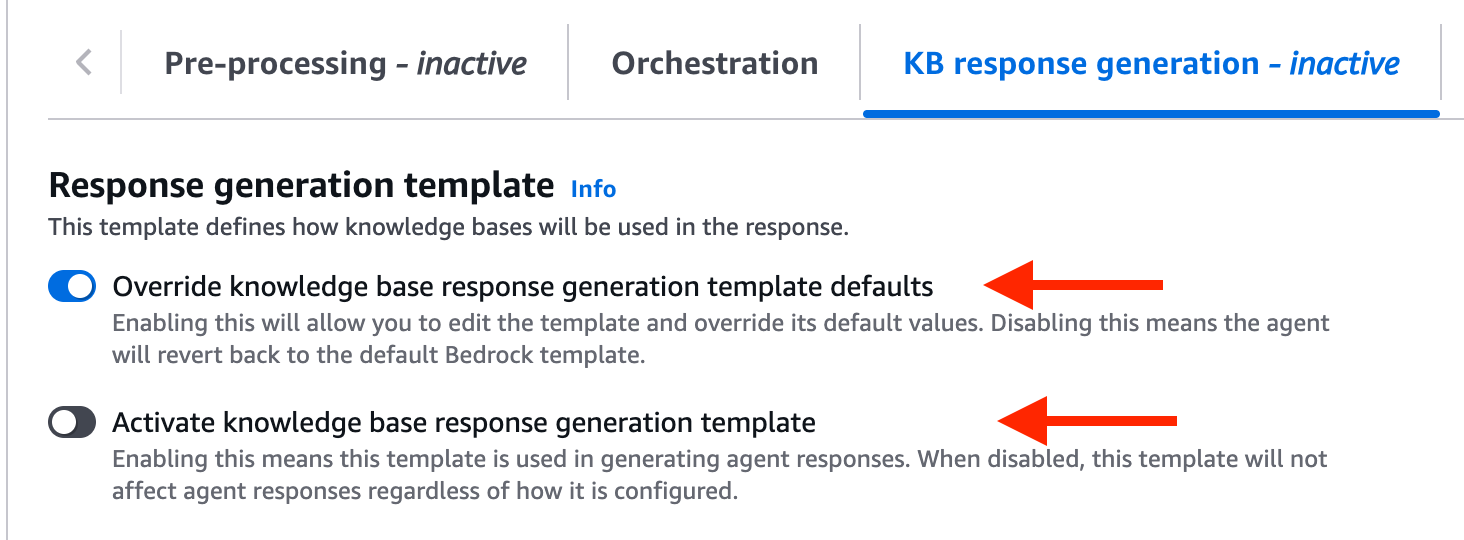 Pre-processing – inactive Orchestration KB response generation – inactive
Response generation template Info
This template defines how knowledge bases will be used in the response.
Override knowledge base response generation template defaults
Enabling this will allow you to edit the template and override its default values. Disabling this means the agent
will revert back to the default Bedrock template.
Activate knowledge base response generation template
Enabling this means this template is used in generating agent responses. When disabled, this template will not
affect agent responses regardless of how it is configured.